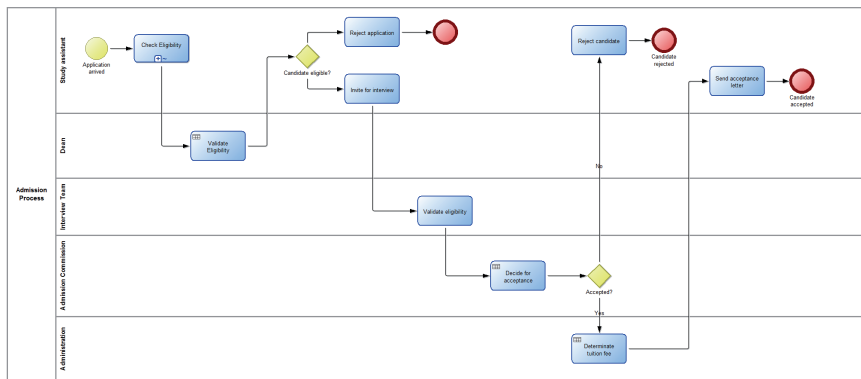 Admission
Process
Study assistant
Dean
Interview Team
Admission Commission
Administration
Application
arrived
Check Eligibility
Validate
Eligibility
Candidate eligible?
Reject application
Invite for interview
Validate eligibility
Decide for
acceptance
Accepted?
No
Yes
Reject candidate
Candidate
rejected
Determinate
tuition fee
Send acceptance
letter
Candidate
accepted